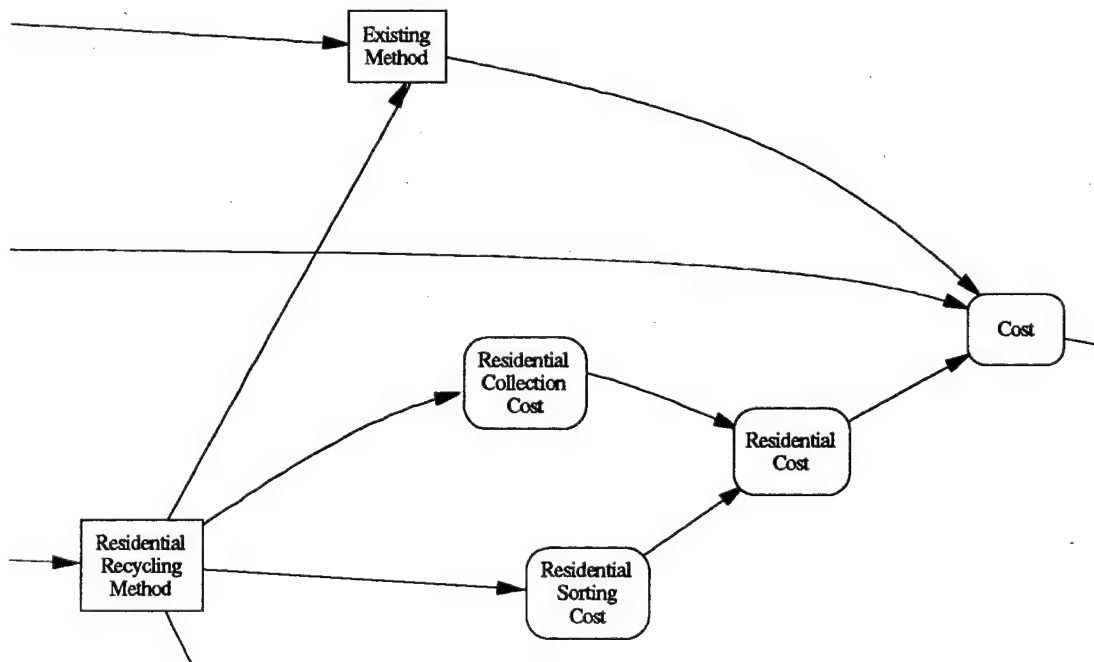 Existing
Method
Cost
Residential
Collection
Cost
Residential
Cost
Residential
Recycling
Method
Residential
Sorting
Cost